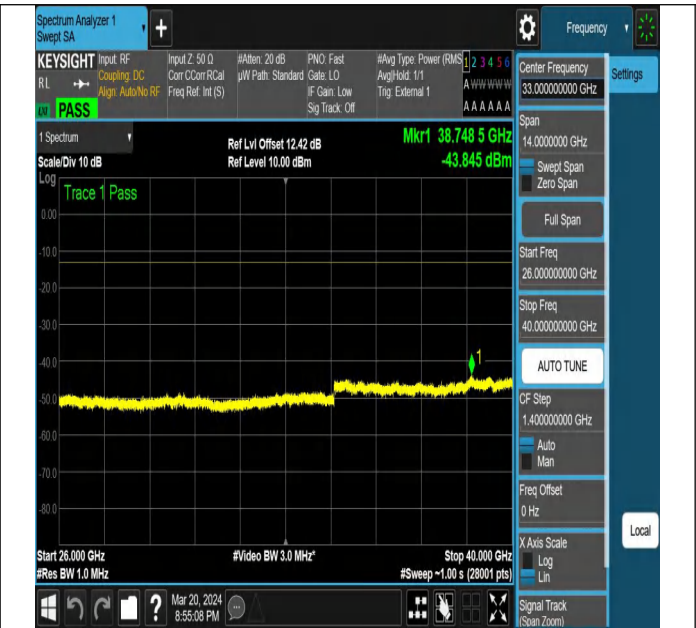 Spectrum Analyzer 1
Swept SA
+
Frequency
KEYSIGHT
RL
PASS
Input: RF
Coupling: DC
Align: Auto/No RF
Input Z: 50 Ω
Corr CCorr RCal
Freq Ref: Int (S)
#Atten: 20 dB
µW Path: Standard
PNO: Fast
Gate: LO
IF Gain: Low
Sig Track: Off
#Avg Type: Power (RMS
Avg|Hold: 1/1
Trig: External 1
1 2 3 4 5 6
A W W W W W
A A A A A A
1 Spectrum
Scale/Div 10 dB
Ref Lvl Offset 12.42 dB
Ref Level 10.00 dBm
Mkr1 38.748 5 GHz
-43.845 dBm
Log
Trace 1 Pass
0.00
-10.0
-20.0
-30.0
-40.0
-50.0
-60.0
-70.0
-80.0
1
Start 26.000 GHz
#Res BW 1.0 MHz
#Video BW 3.0 MHz*
Stop 40.000 GHz
#Sweep ~1.00 s (28001 pts)
?
Mar 20, 2024
8:55:08 PM
Center Frequency
33.000000000 GHz
Span
14.0000000 GHz
Swept Span
Zero Span
Full Span
Start Freq
26.000000000 GHz
Stop Freq
40.000000000 GHz
AUTO TUNE
CF Step
1.400000000 GHz
Auto
Man
Freq Offset
0 Hz
X Axis Scale
Log
Lin
Signal Track
(Span Zoom)
Settings
Local